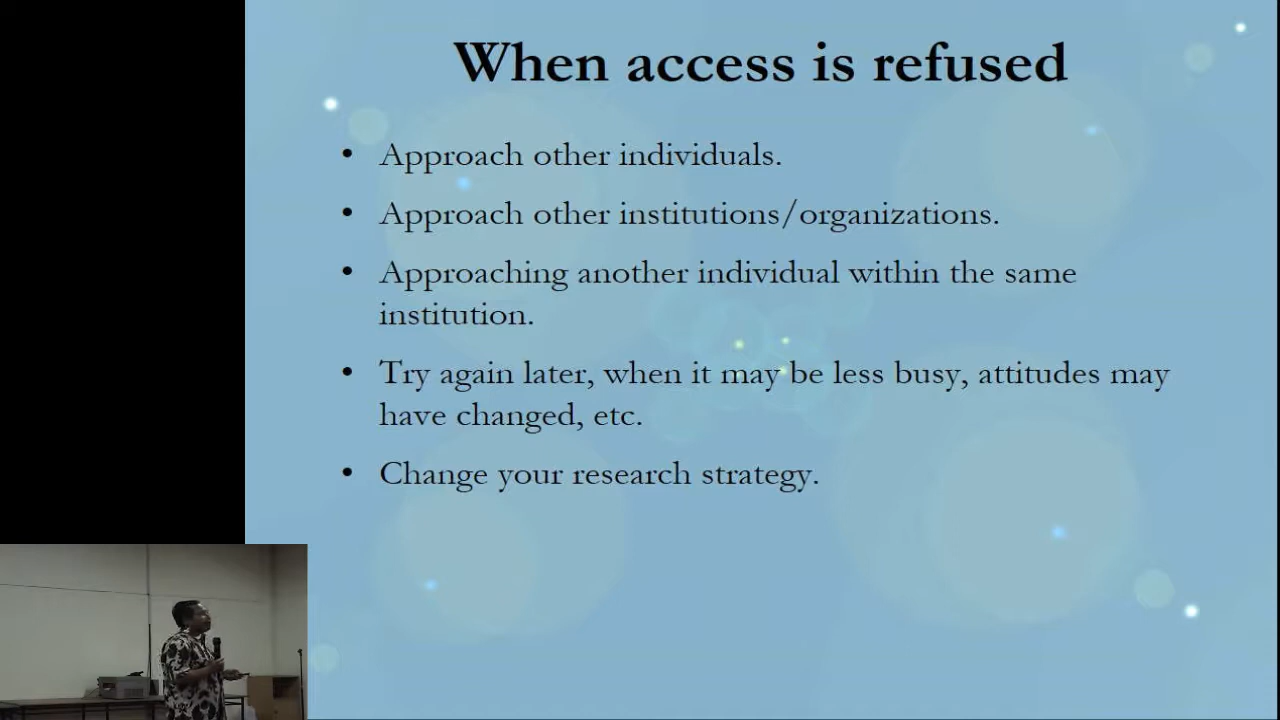 When access is refused
• Approach other individuals.
• Approach other institutions/organizations.
• Approaching another individual within the same
institution.
• Try again later, when it may be less busy, attitudes may
have changed, etc.
• Change your research strategy.